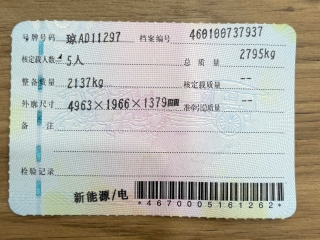 号牌号码 琼AD11297 档案编号 460100737937
核定载人数 5人 总质量 2795kg
整备质量 2137kg 核定载质量 --
外廓尺寸 4963×1966×1379mm 准牵引总质量 --
备注
检验记录
新能源/电
*4670005161262*